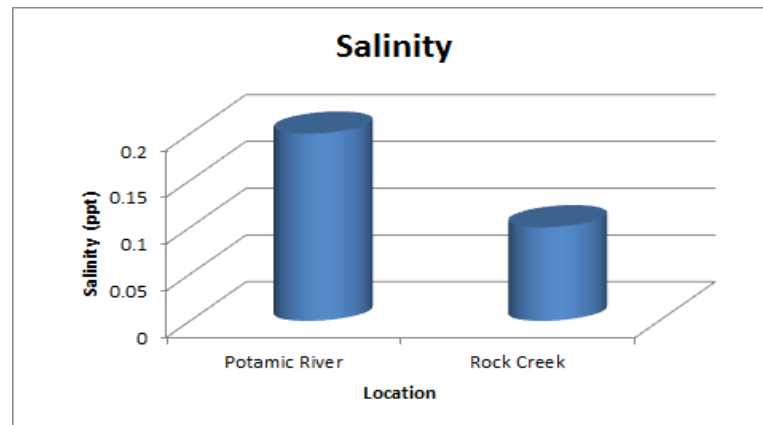 Salinity
0.2
0.15
0.1
0.05
0
Salinity (ppt)
Potamic River
Rock Creek
Location